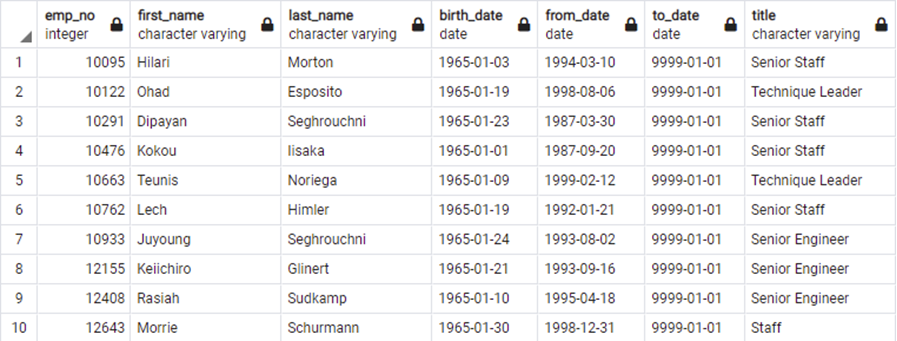 emp_no first_name last_name birth_date from_date to_date title
integer character varying character varying date date date character varying
1 10095 Hilari Morton 1965-01-03 1994-03-10 9999-01-01 Senior Staff
2 10122 Ohad Esposito 1965-01-19 1998-08-06 9999-01-01 Technique Leader
3 10291 Dipayan Seghrouchni 1965-01-23 1987-03-30 9999-01-01 Senior Staff
4 10476 Kokou Iisaka 1965-01-01 1987-09-20 9999-01-01 Senior Staff
5 10663 Teunis Noriega 1965-01-09 1999-02-12 9999-01-01 Technique Leader
6 10762 Lech Himler 1965-01-19 1992-01-21 9999-01-01 Senior Staff
7 10933 Juyoung Seghrouchni 1965-01-24 1993-08-02 9999-01-01 Senior Engineer
8 12155 Keiichiro Glinert 1965-01-21 1993-09-16 9999-01-01 Senior Engineer
9 12408 Rasiah Sudkamp 1965-01-10 1995-04-18 9999-01-01 Senior Engineer
10 12643 Morrie Schurmann 1965-01-30 1998-12-31 9999-01-01 Staff